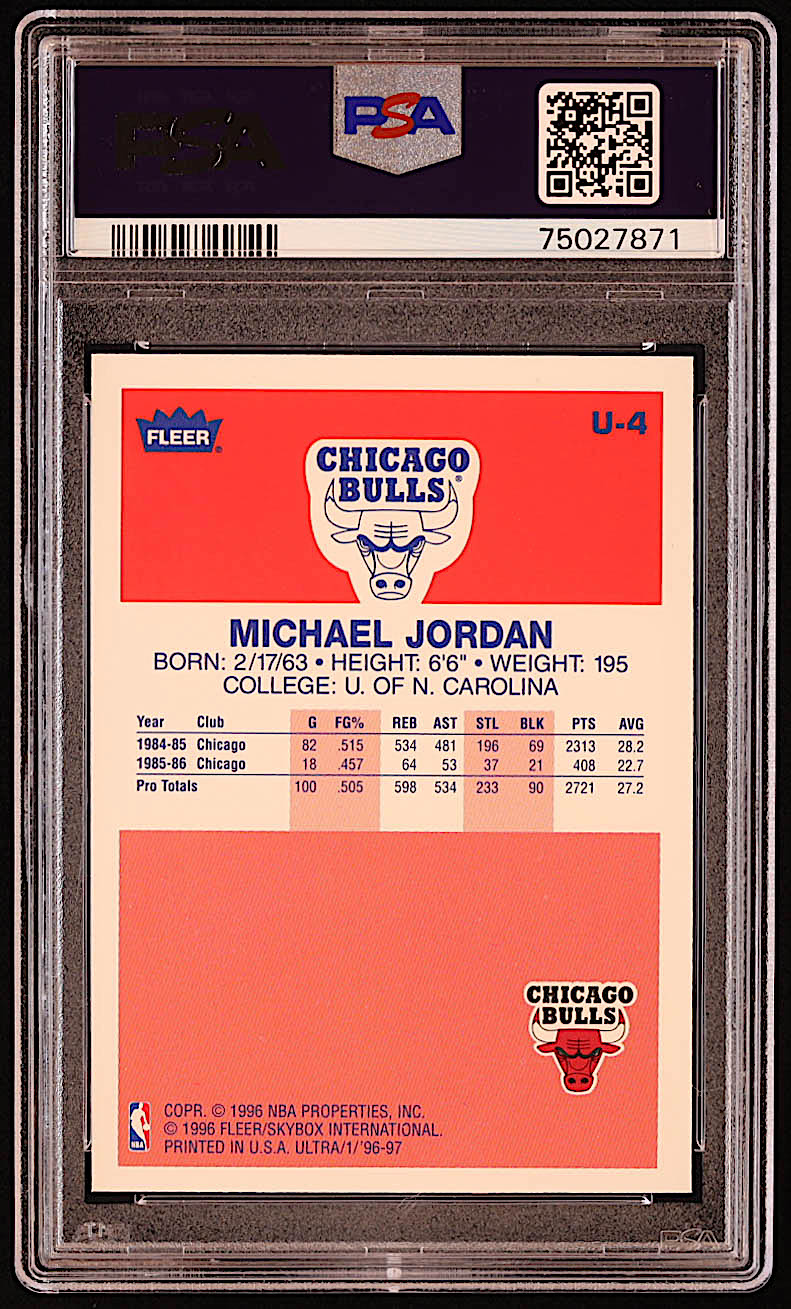 PSA
PSA
75027871
FLEER®
U-4
CHICAGO
BULLS®
MICHAEL JORDAN
BORN: 2/17/63 • HEIGHT: 6'6" • WEIGHT: 195
COLLEGE: U. OF N. CAROLINA
Year Club G FG% REB AST STL BLK PTS AVG
1984-85 Chicago 82 .515 534 481 196 69 2313 28.2
1985-86 Chicago 18 .457 64 53 37 21 408 22.7
Pro Totals 100 .505 598 534 233 90 2721 27.2
CHICAGO
BULLS
NBA
COPR. © 1996 NBA PROPERTIES, INC.
© 1996 FLEER/SKYBOX INTERNATIONAL.
PRINTED IN U.S.A. ULTRA/1/'96-97
PSA